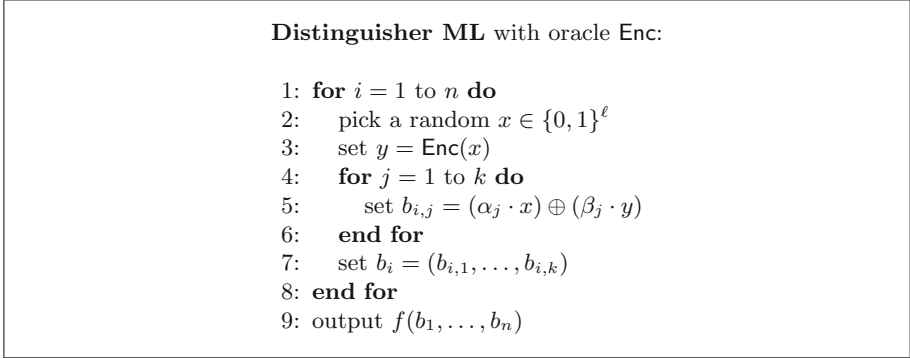 Distinguisher ML with oracle Enc:
1: for i = 1 to n do
2: pick a random x ∈ {0, 1}^ℓ
3: set y = Enc(x)
4: for j = 1 to k do
5: set b_{i,j} = (α_j · x) ⊕ (β_j · y)
6: end for
7: set b_i = (b_{i,1}, . . . , b_{i,k})
8: end for
9: output f(b_1, . . . , b_n)